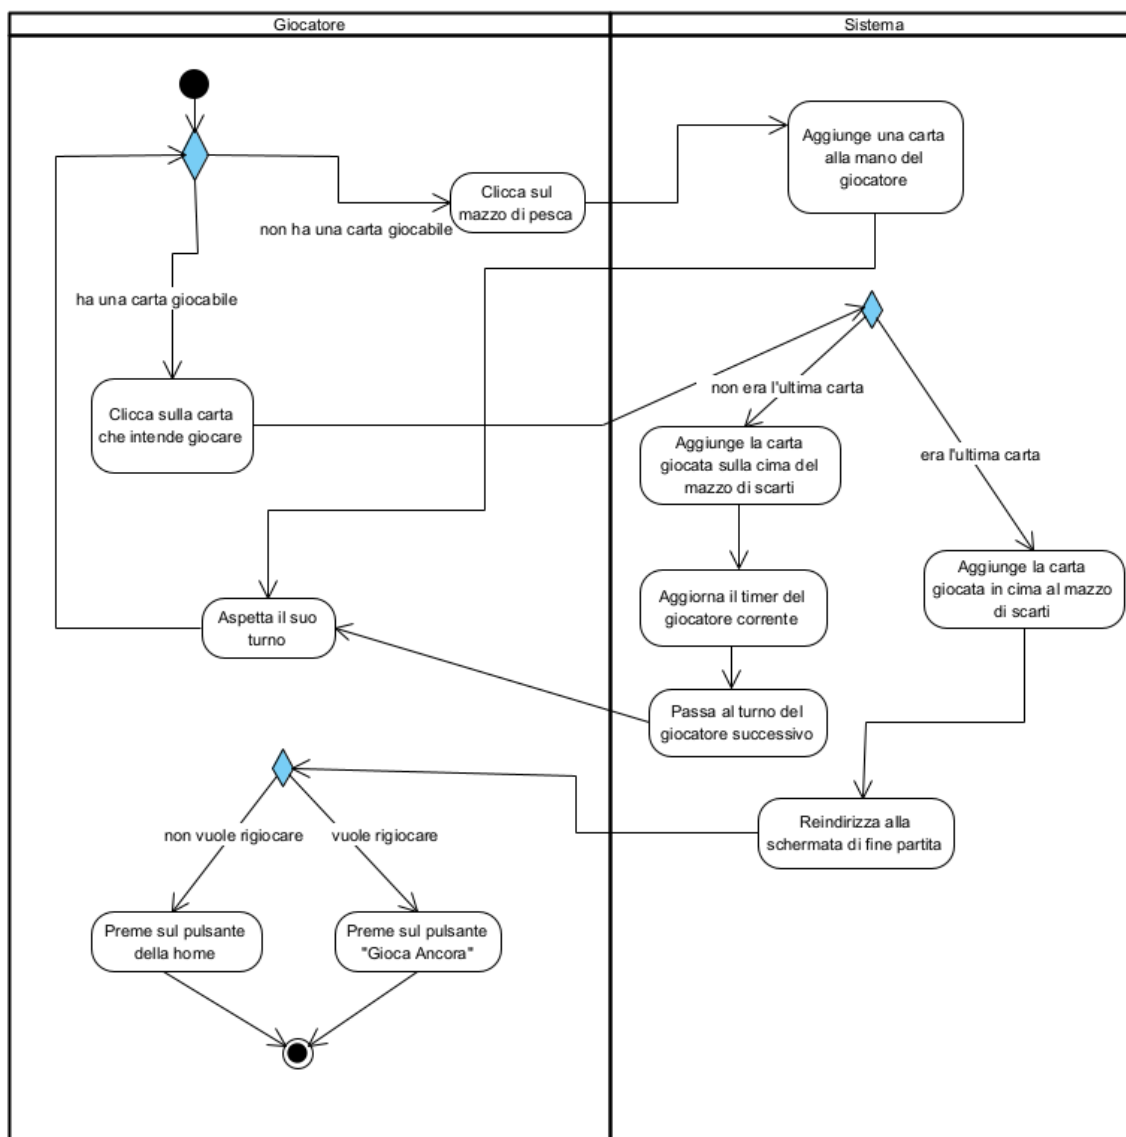 Giocatore
Sistema
Aggiunge una carta
alla mano del
giocatore
Clicca sul
mazzo di pesca
non ha una carta giocabile
ha una carta giocabile
Clicca sulla carta
che intende giocare
non era l'ultima carta
Aggiunge la carta
giocata sulla cima del
mazzo di scarti
era l'ultima carta
Aggiunge la carta
giocata in cima al mazzo
di scarti
Aggiorna il timer del
giocatore corrente
Aspetta il suo
turno
Passa al turno del
giocatore successivo
Reindirizza alla
schermata di fine partita
non vuole rigiocare
vuole rigiocare
Preme sul pulsante
della home
Preme sul pulsante
"Gioca Ancora"